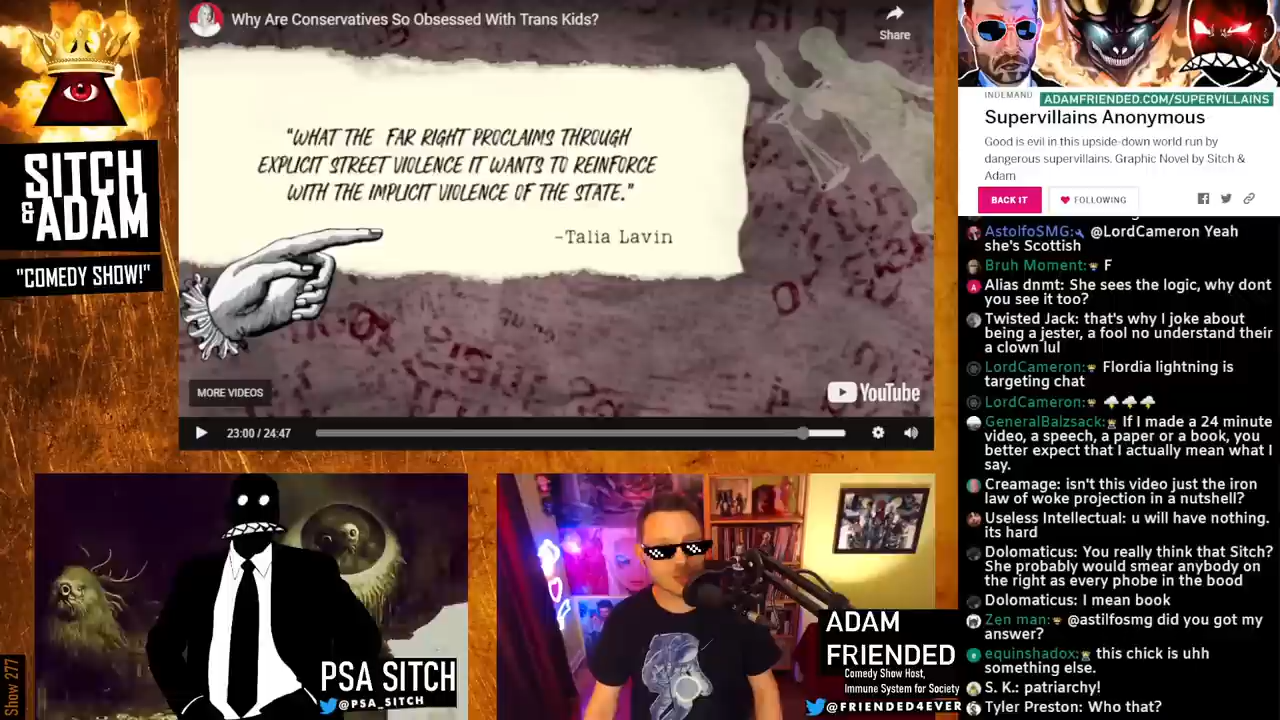 Why Are Conservatives So Obsessed With Trans Kids?
Share
"WHAT THE FAR RIGHT PROCLAIMS THROUGH
EXPLICIT STREET VIOLENCE IT WANTS TO REINFORCE
WITH THE IMPLICIT VIOLENCE OF THE STATE."
-Talia Lavin
MORE VIDEOS
YouTube
23:00 / 24:47
SITCH
& ADAM
"COMEDY SHOW!"
Show 277
PSA SITCH
@PSA_SITCH
ADAM
FRIENDED
Comedy Show Host,
Immune System for Society
@FRIENDED4EVER
INDEMAND
ADAMFRIENDED.COM/SUPERVILLAINS
Supervillains Anonymous
Good is evil in this upside-down world run by
dangerous supervillains. Graphic Novel by Sitch &
Adam
BACK IT
FOLLOWING
AstolfoSMG: @LordCameron Yeah
she's Scottish
Bruh Moment: F
Alias dnmt: She sees the logic, why dont
you see it too?
Twisted Jack: that's why I joke about
being a jester, a fool no understand their
a clown lul
LordCameron: Flordia lightning is
targeting chat
LordCameron: 🌩🌩🌩
GeneralBalzsack: If I made a 24 minute
video, a speech, a paper or a book, you
better expect that I actually mean what I
say.
Creamage: isn't this video just the iron
law of woke projection in a nutshell?
Useless Intellectual: u will have nothing.
its hard
Dolomaticus: You really think that Sitch?
She probably would smear anybody on
the right as every phobe in the bood
Dolomaticus: I mean book
Zen man: @astilfosmg did you got my
answer?
equinshadox: this chick is uhh
something else.
S. K.: patriarchy!
Tyler Preston: Who that?